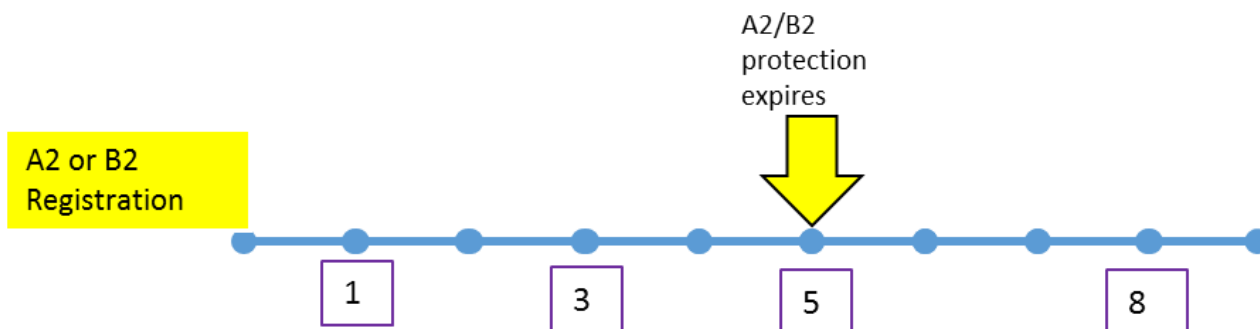 A2/B2
protection
expires
A2 or B2
Registration
1
3
5
8